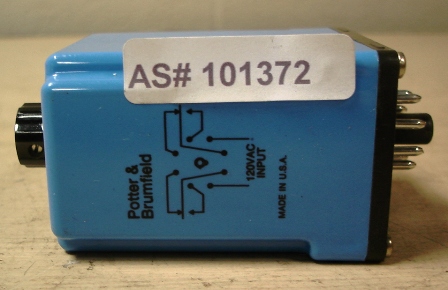 AS# 101372
Potter &
Brumfield
120VAC
INPUT
MADE IN U.S.A.